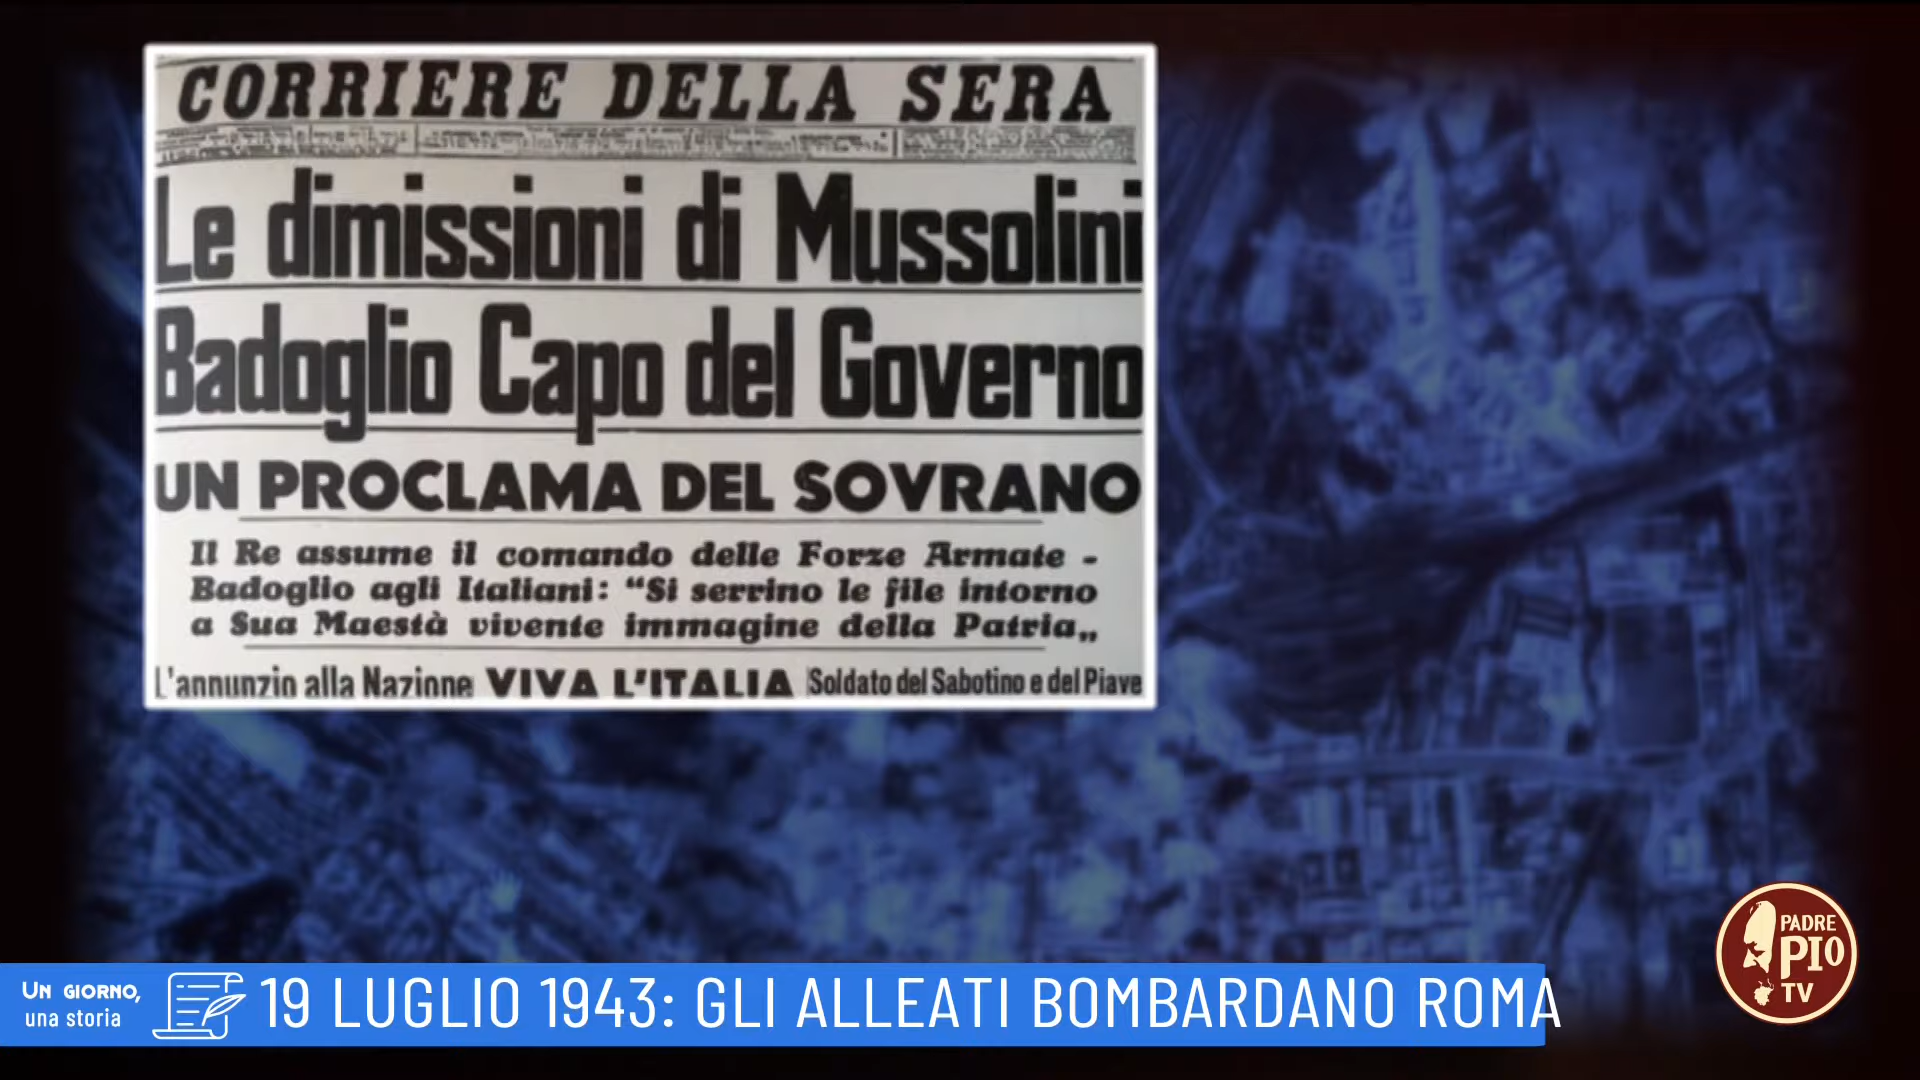 CORRIERE DELLA SERA
Le dimissioni di Mussolini
Badoglio Capo del Governo
UN PROCLAMA DEL SOVRANO
Il Re assume il comando delle Forze Armate -
Badoglio agli Italiani: “Si serrino le file intorno
a Sua Maestà vivente immagine della Patria„
L'annunzio alla Nazione
VIVA L'ITALIA
Soldato del Sabotino e del Piave
UN GIORNO,
una storia
19 LUGLIO 1943: GLI ALLEATI BOMBARDANO ROMA
PADRE
PIO
TV